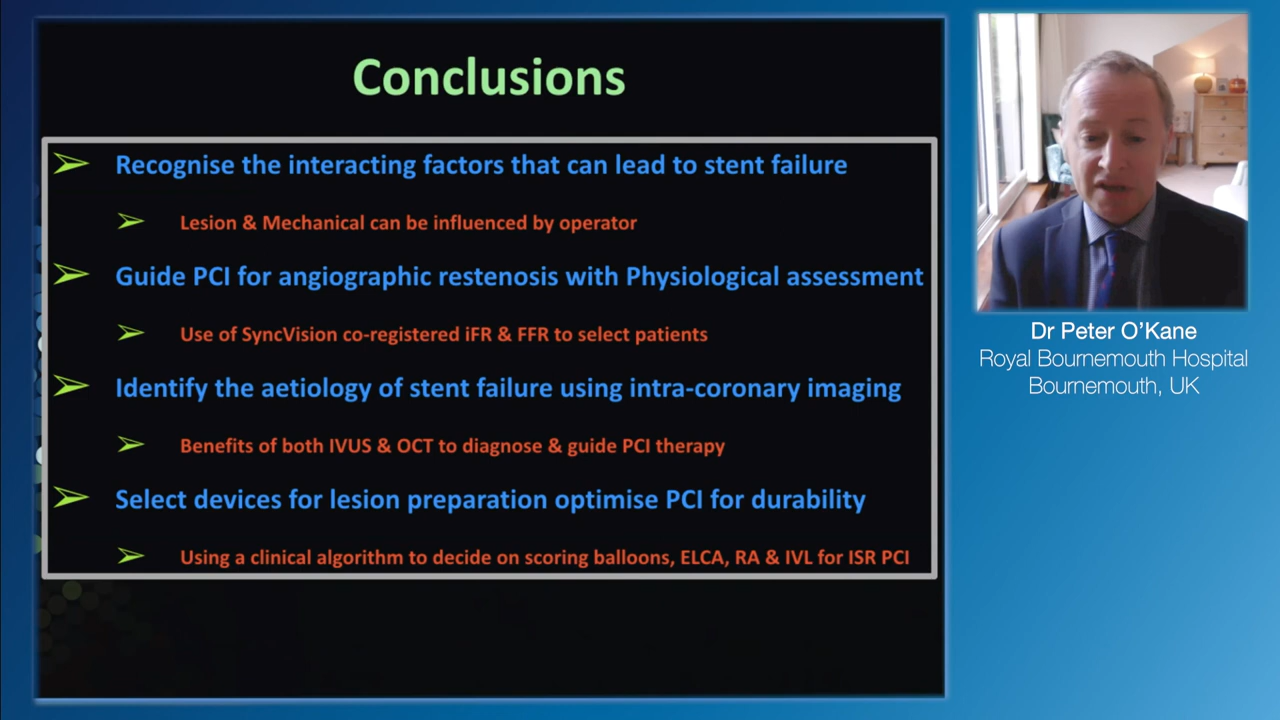 Conclusions
Recognise the interacting factors that can lead to stent failure
Lesion & Mechanical can be influenced by operator
Guide PCI for angiographic restenosis with Physiological assessment
Use of SyncVision co-registered iFR & FFR to select patients
Identify the aetiology of stent failure using intra-coronary imaging
Benefits of both IVUS & OCT to diagnose & guide PCI therapy
Select devices for lesion preparation optimise PCI for durability
Using a clinical algorithm to decide on scoring balloons, ELCA, RA & IVL for ISR PCI
Dr Peter O’Kane
Royal Bournemouth Hospital
Bournemouth, UK